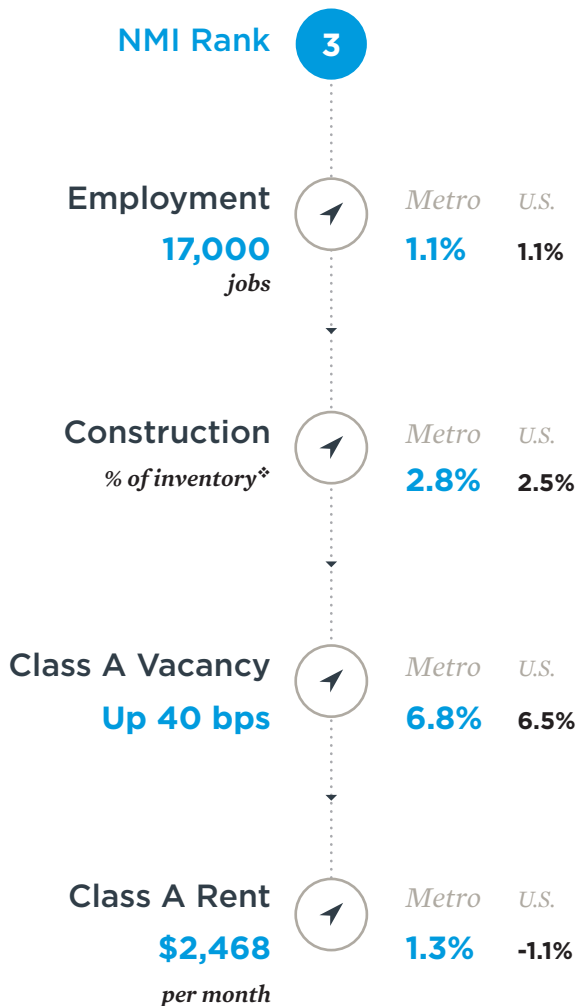 NMI Rank 3
Employment Metro U.S.
17,000 1.1% 1.1%
jobs
Construction Metro U.S.
% of inventory❖ 2.8% 2.5%
Class A Vacancy Metro U.S.
Up 40 bps 6.8% 6.5%
Class A Rent Metro U.S.
$2,468 1.3% -1.1%
per month